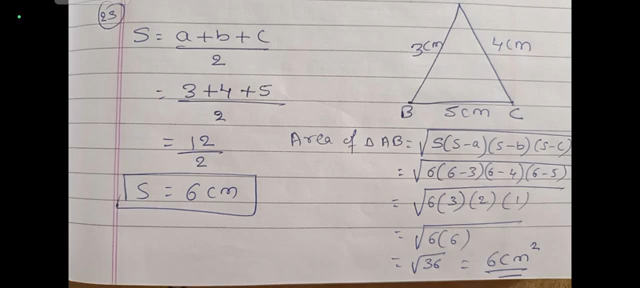 23
S = a+b+c
2
= 3+4+5
2
= 12
2
S = 6 cm
3cm 4cm
B 5cm C
Area of △ AB = √S(S-a)(S-b)(S-c)
= √6(6-3)(6-4)(6-5)
= √6(3)(2)(1)
= √6(6)
= √36 = 6cm²